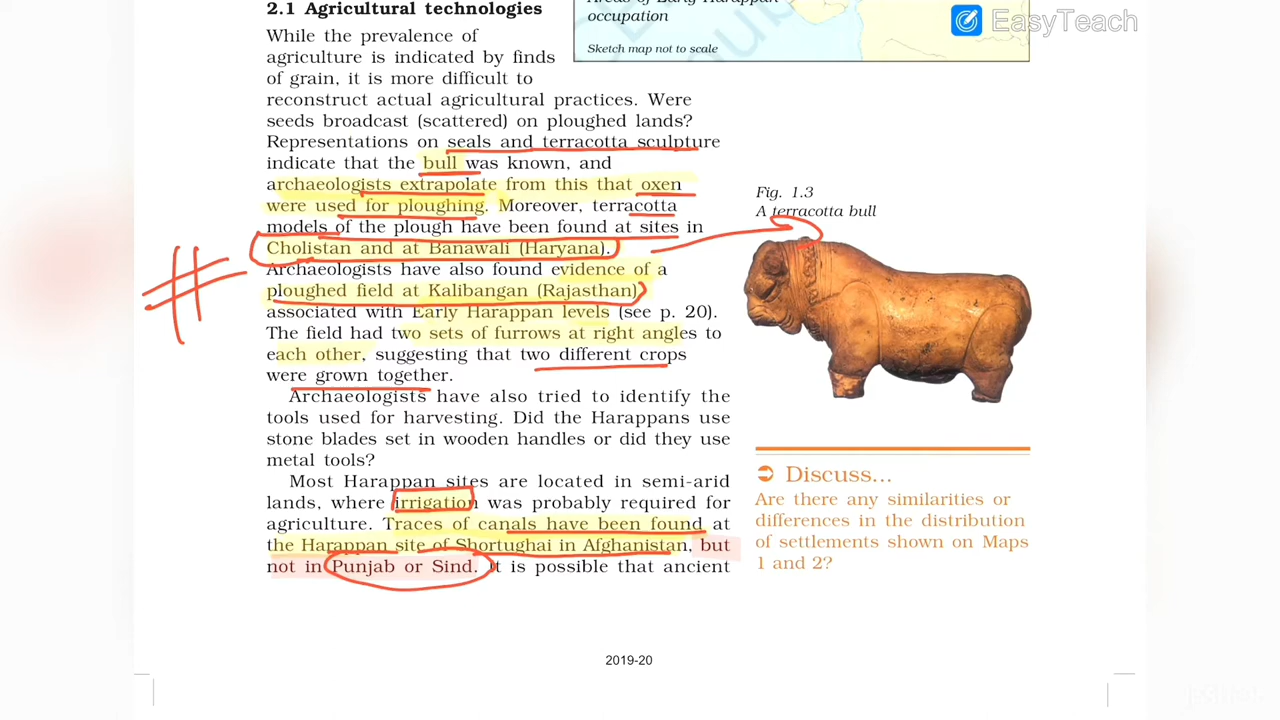 2.1 Agricultural technologies
While the prevalence of
agriculture is indicated by finds
of grain, it is more difficult to
reconstruct actual agricultural practices. Were
seeds broadcast (scattered) on ploughed lands?
Representations on seals and terracotta sculpture
indicate that the bull was known, and
archaeologists extrapolate from this that oxen
were used for ploughing. Moreover, terracotta
models of the plough have been found at sites in
Cholistan and at Banawali (Haryana).
Archaeologists have also found evidence of a
ploughed field at Kalibangan (Rajasthan),
associated with Early Harappan levels (see p. 20).
The field had two sets of furrows at right angles to
each other, suggesting that two different crops
were grown together.
Archaeologists have also tried to identify the
tools used for harvesting. Did the Harappans use
stone blades set in wooden handles or did they use
metal tools?
Most Harappan sites are located in semi-arid
lands, where irrigation was probably required for
agriculture. Traces of canals have been found at
the Harappan site of Shortughai in Afghanistan, but
not in Punjab or Sind. It is possible that ancient
#
Areas of Early Harappan
occupation
Sketch map not to scale
EasyTeach
Fig. 1.3
A terracotta bull
Discuss...
Are there any similarities or
differences in the distribution
of settlements shown on Maps
1 and 2?
2019-20